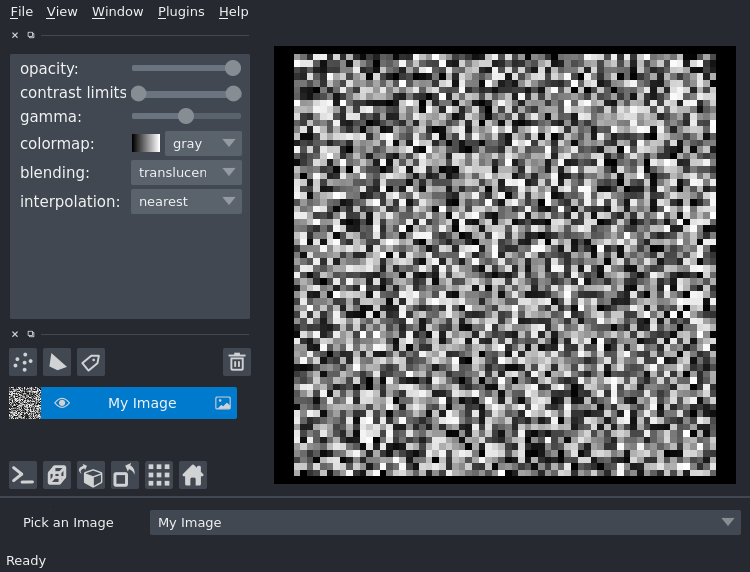 File View Window Plugins Help
opacity:
contrast limits
gamma:
colormap: gray
blending: translucen
interpolation: nearest
My Image
Pick an Image My Image
Ready